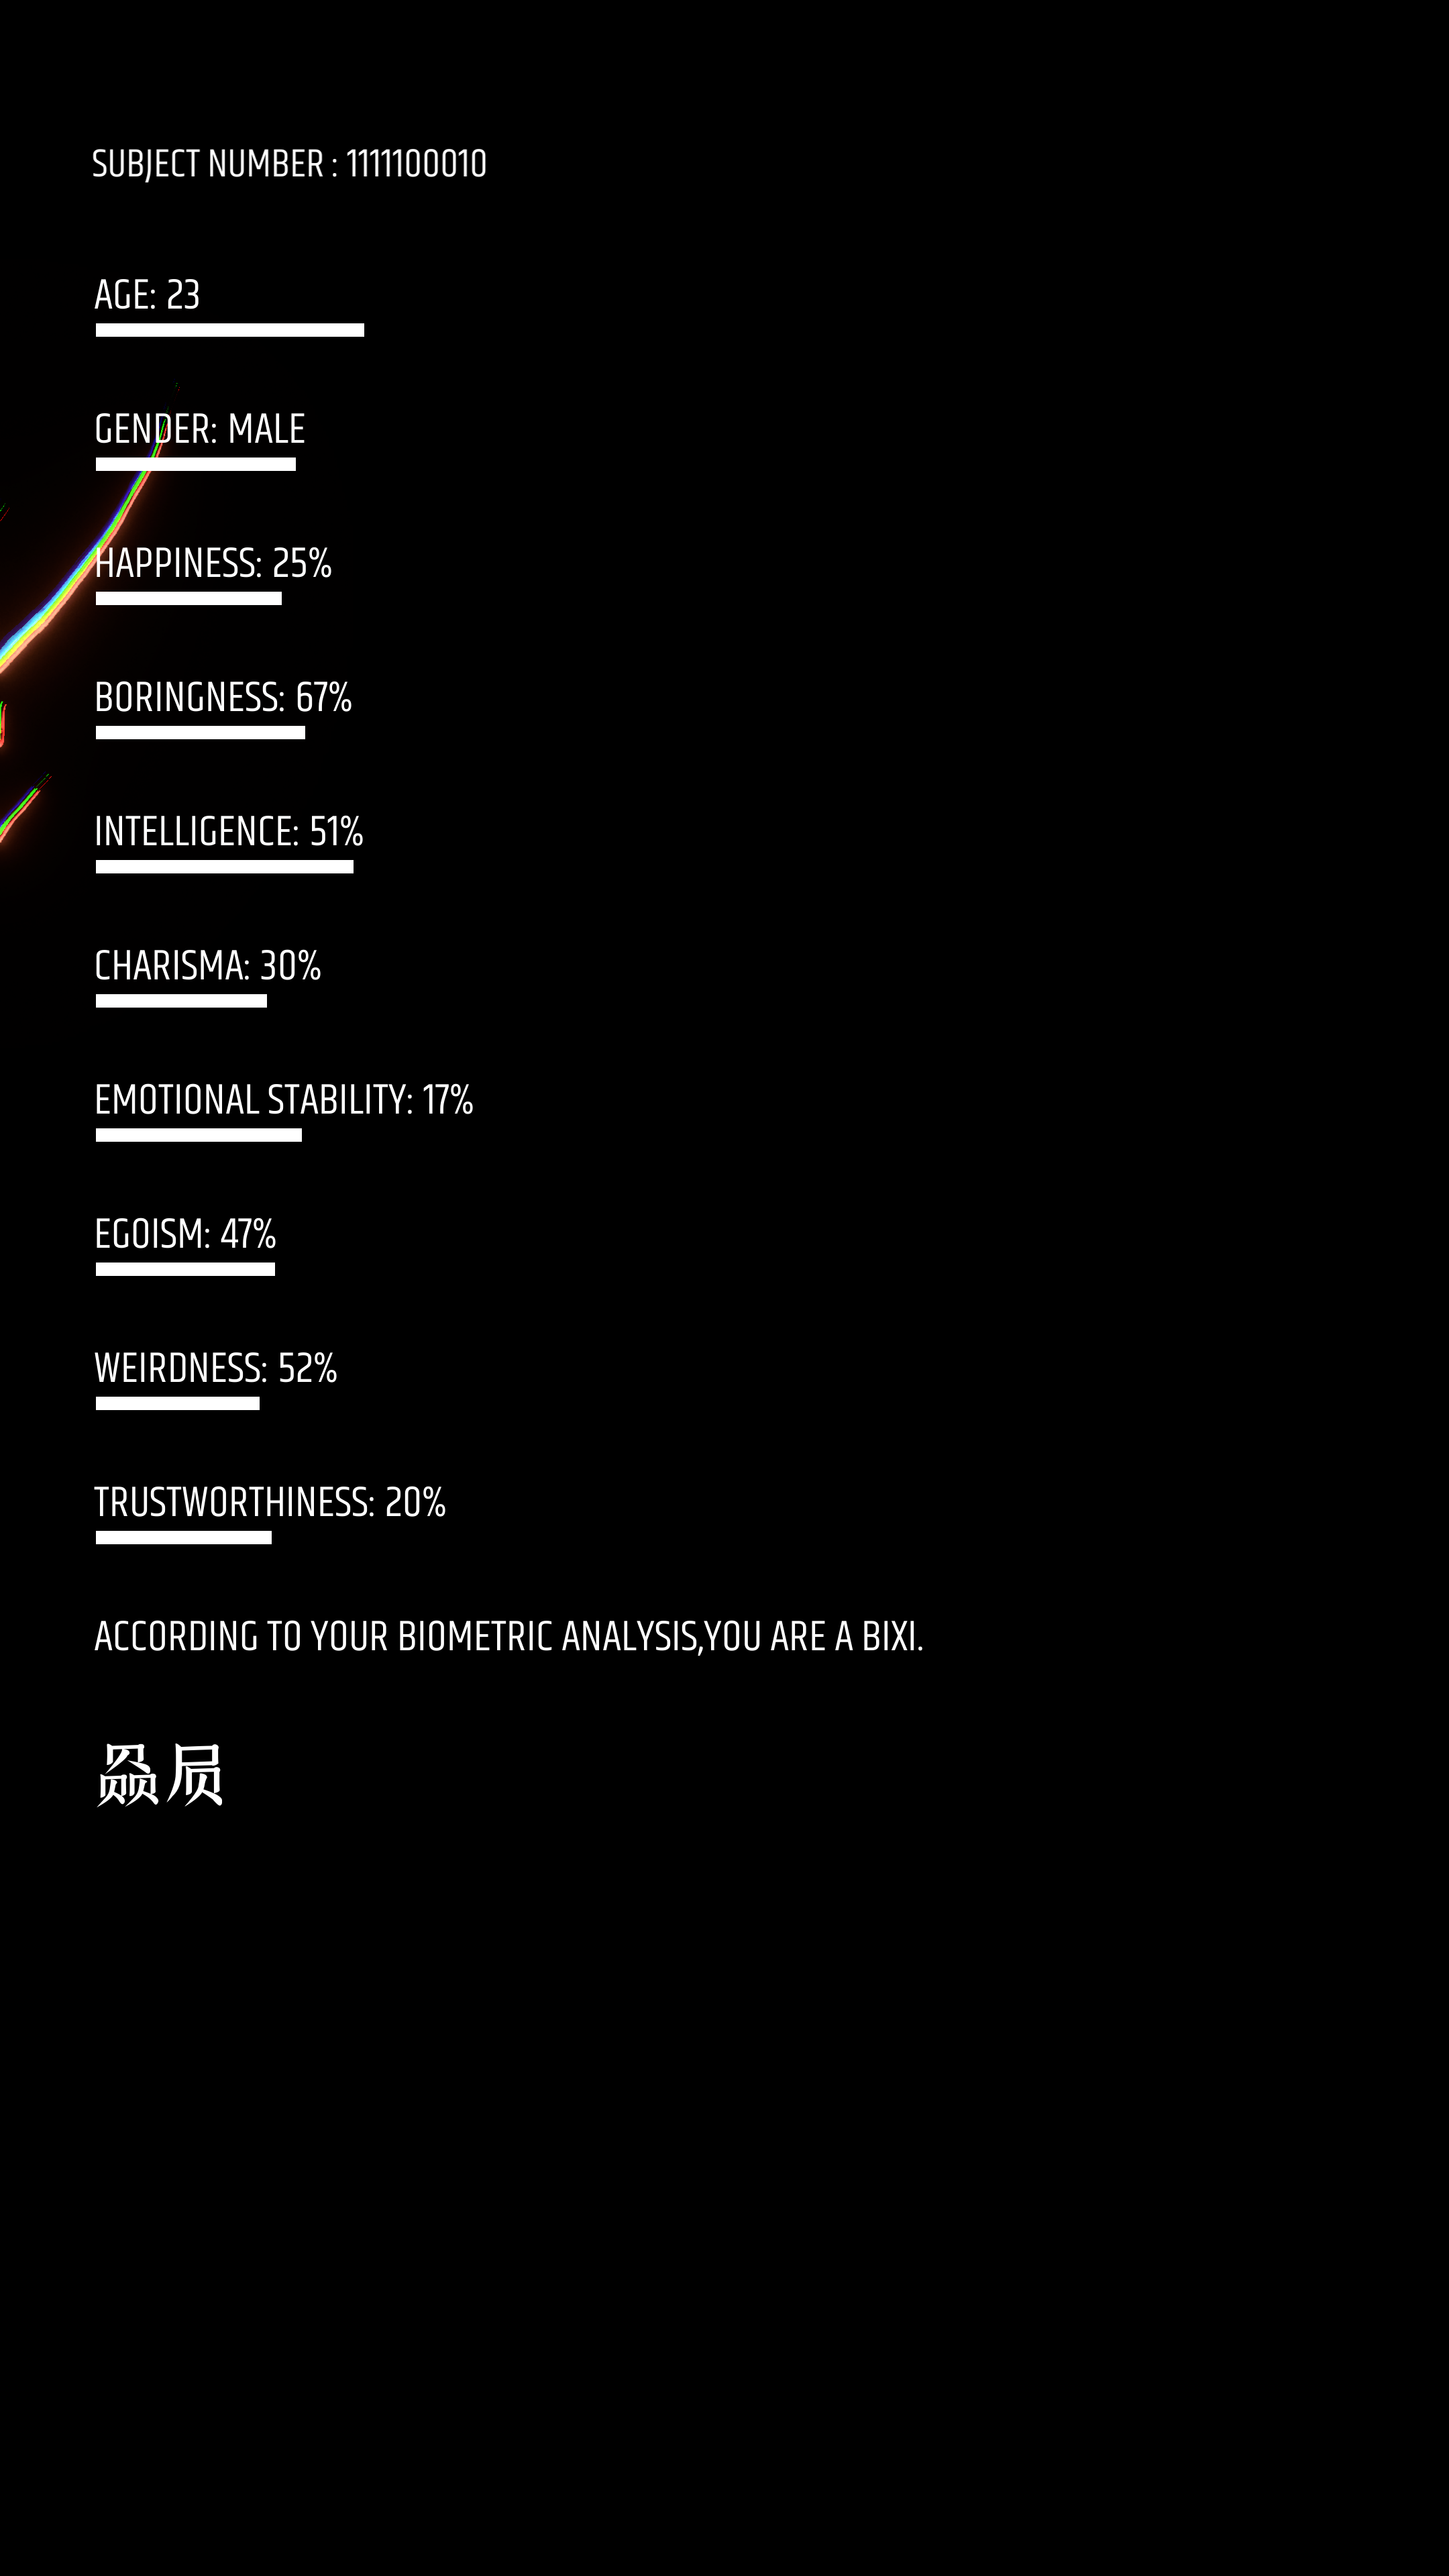 SUBJECT NUMBER : 1111100010
AGE: 23
GENDER: MALE
HAPPINESS: 25%
BORINGNESS: 67%
INTELLIGENCE: 51%
CHARISMA: 30%
EMOTIONAL STABILITY: 17%
EGOISM: 47%
WEIRDNESS: 52%
TRUSTWORTHINESS: 20%
ACCORDING TO YOUR BIOMETRIC ANALYSIS,YOU ARE A BIXI.
赑屃